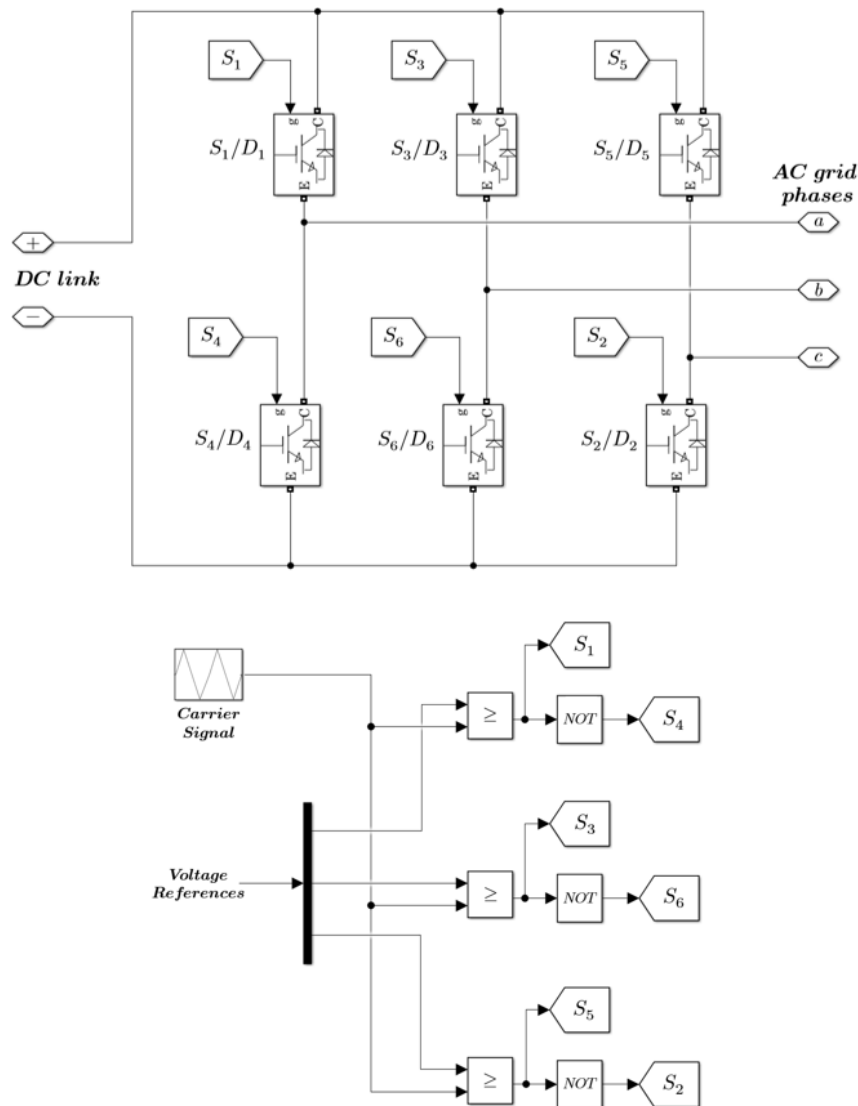 S₁
S₃
S₅
g
C
g
C
g
C
S₁/D₁
S₃/D₃
S₅/D₅
E
E
E
AC grid
phases
a
+
DC link
b
−
S₄
S₆
S₂
c
g
C
g
C
g
C
S₄/D₄
S₆/D₆
S₂/D₂
E
E
E
S₁
Carrier
Signal
≥
NOT
S₄
S₃
Voltage
References
≥
NOT
S₆
S₅
≥
NOT
S₂